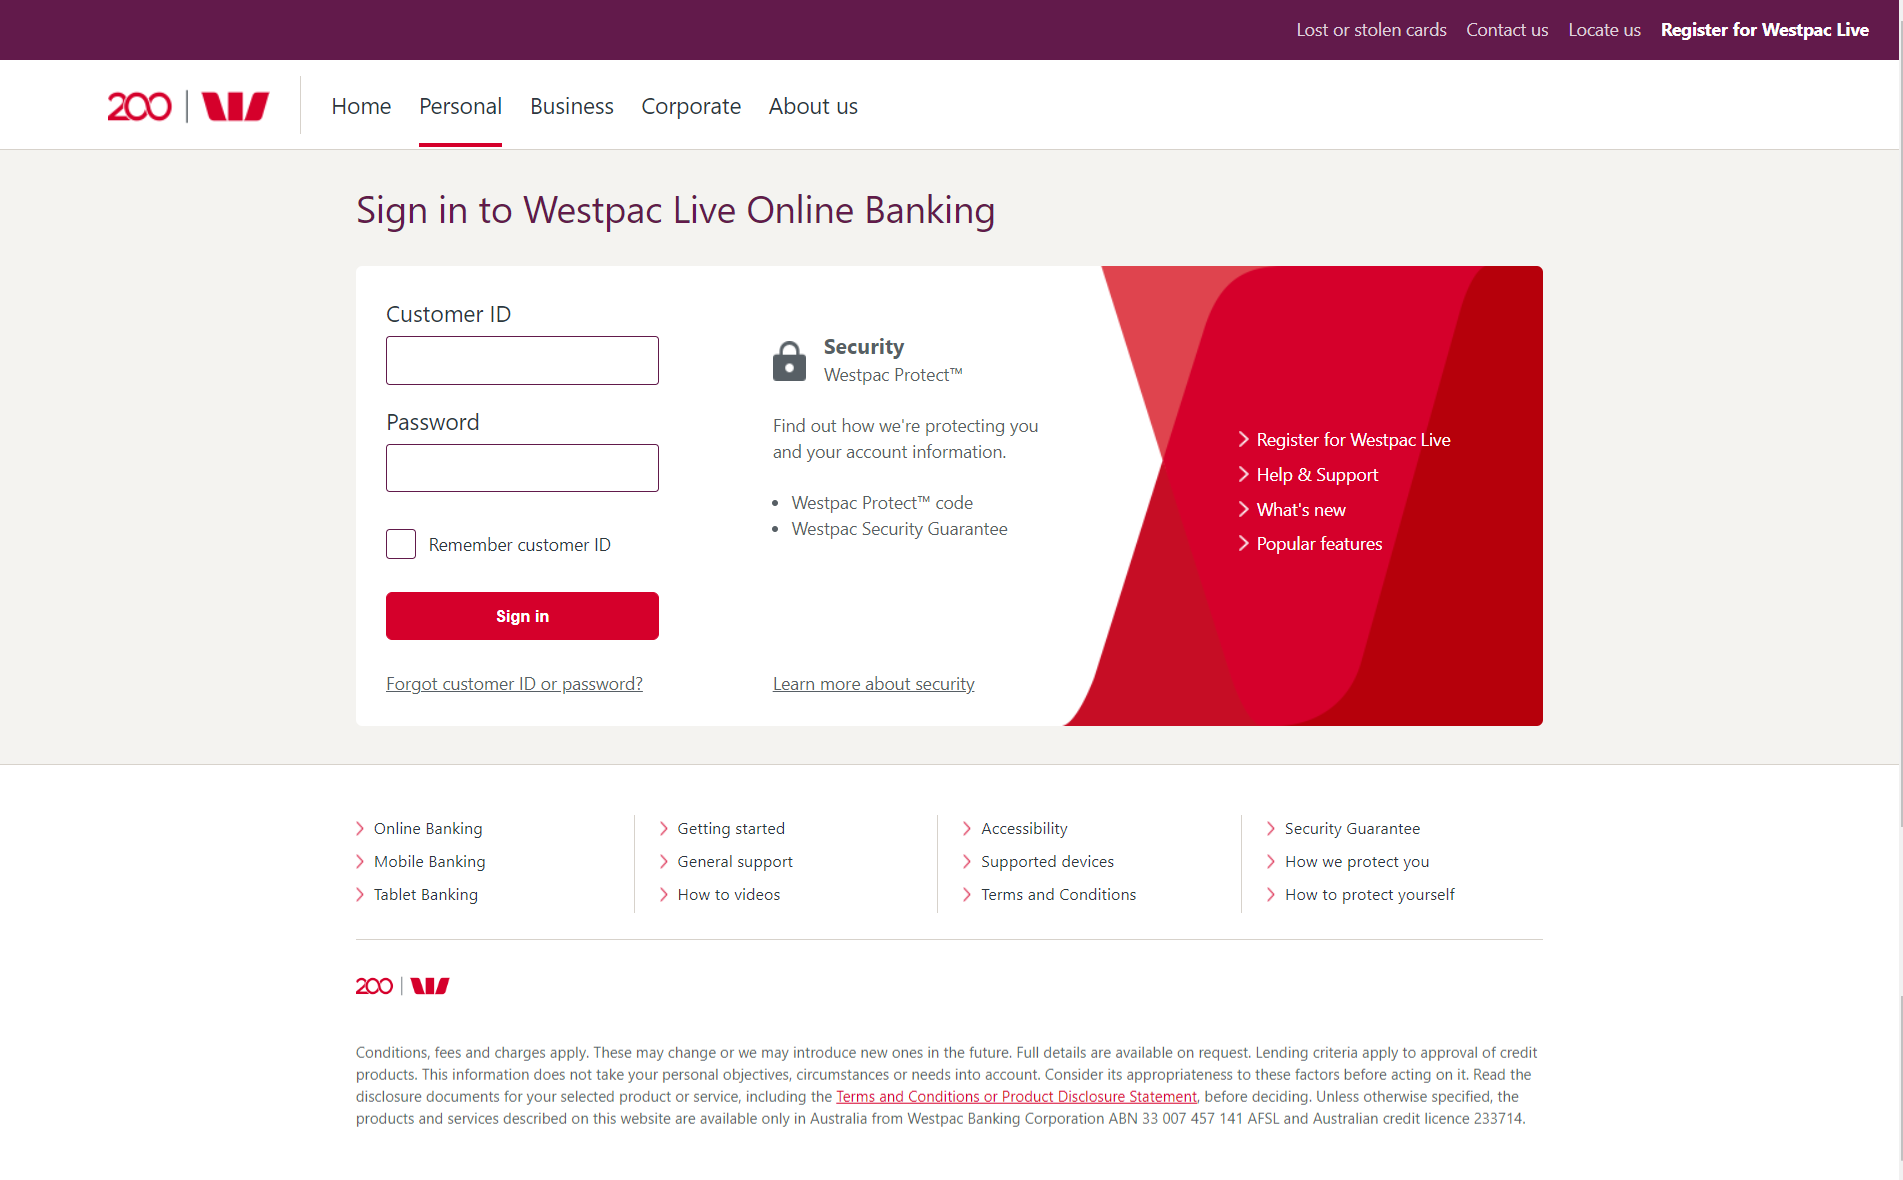 Lost or stolen cards Contact us Locate us Register for Westpac Live
200 Home Personal Business Corporate About us
Sign in to Westpac Live Online Banking
Customer ID
Password
Remember customer ID
Sign in
Forgot customer ID or password?
Security
Westpac Protect™
Find out how we're protecting you
and your account information.
• Westpac Protect™ code
• Westpac Security Guarantee
Learn more about security
Register for Westpac Live
Help & Support
What's new
Popular features
Online Banking
Mobile Banking
Tablet Banking
Getting started
General support
How to videos
Accessibility
Supported devices
Terms and Conditions
Security Guarantee
How we protect you
How to protect yourself
200
Conditions, fees and charges apply. These may change or we may introduce new ones in the future. Full details are available on request. Lending criteria apply to approval of credit
products. This information does not take your personal objectives, circumstances or needs into account. Consider its appropriateness to these factors before acting on it. Read the
disclosure documents for your selected product or service, including the Terms and Conditions or Product Disclosure Statement, before deciding. Unless otherwise specified, the
products and services described on this website are available only in Australia from Westpac Banking Corporation ABN 33 007 457 141 AFSL and Australian credit licence 233714.